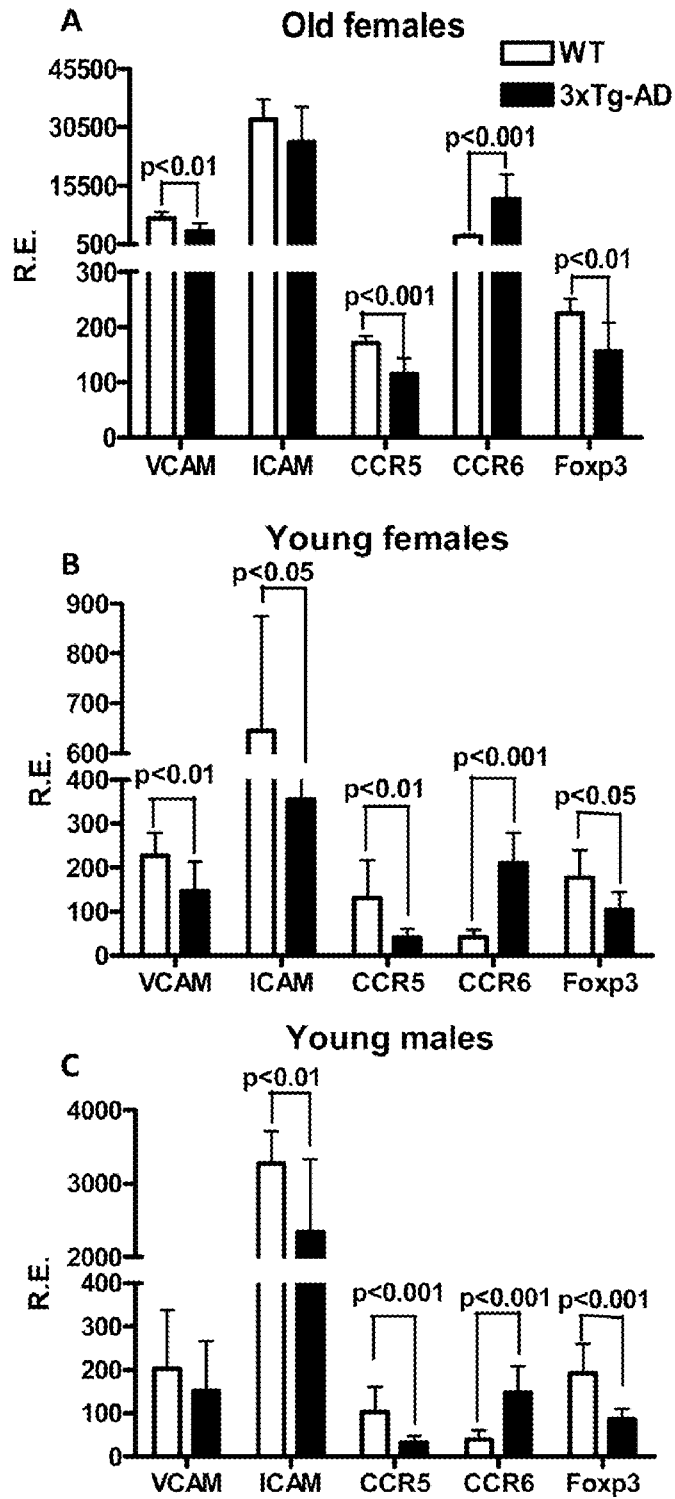 A
Old females
WT
3xTg-AD
45500
30500
15500
500
300
200
100
0
R.E.
p<0.01
p<0.001
p<0.001
p<0.01
VCAM ICAM CCR5 CCR6 Foxp3
B
Young females
900
800
700
600
400
300
200
100
0
R.E.
p<0.01
p<0.05
p<0.01
p<0.001
p<0.05
VCAM ICAM CCR5 CCR6 Foxp3
C
Young males
4000
3000
2000
400
300
200
100
0
R.E.
p<0.01
p<0.001
p<0.001
p<0.001
VCAM ICAM CCR5 CCR6 Foxp3